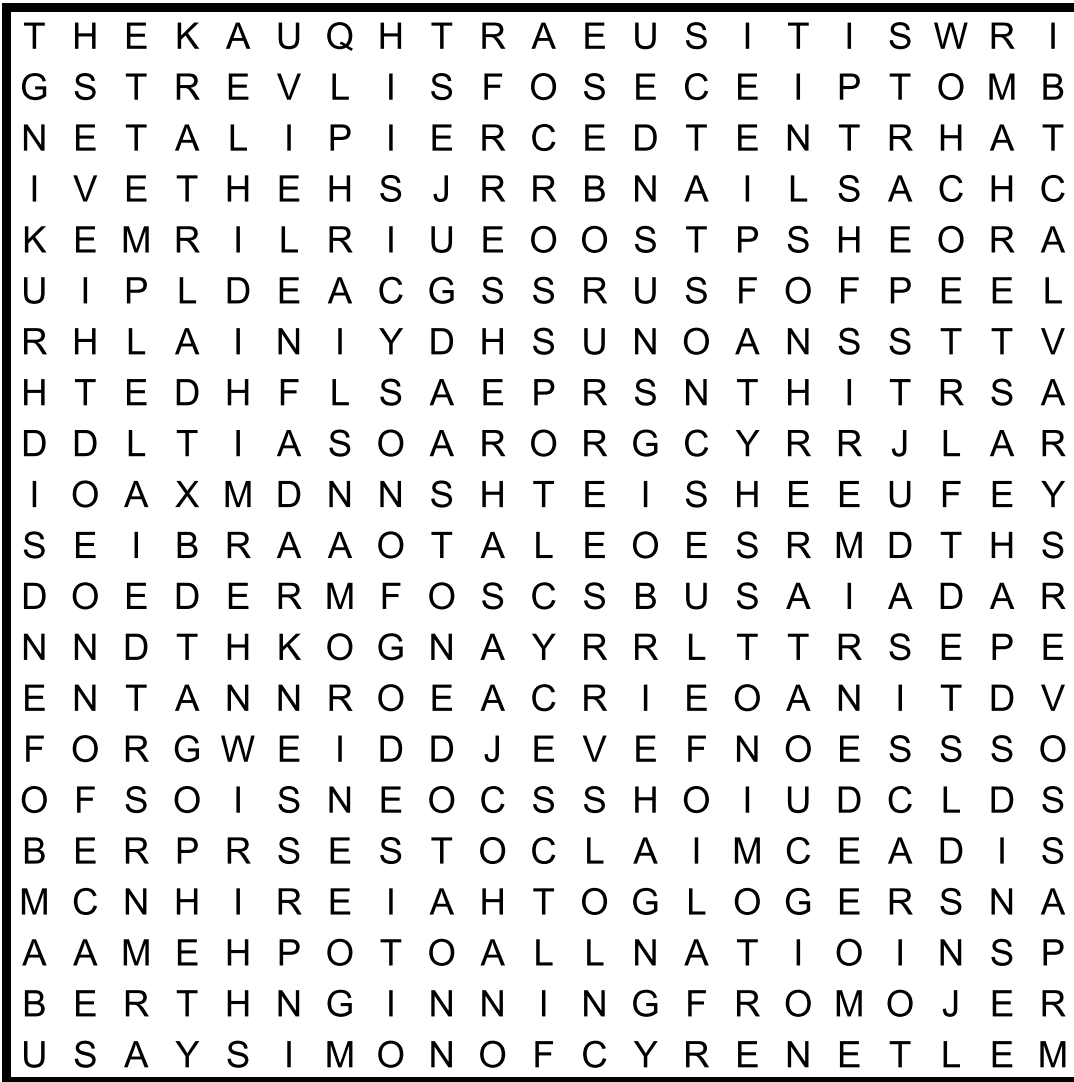 T H E K A U Q H T R A E U S I T I S W R I
G S T R E V L I S F O S E C E I P T O M B
N E T A L I P I E R C E D T E N T R H A T
I V E T H E H S J R R B N A I L S A C H C
K E M R I L R I U E O O S T P S H E O R A
U I P L D E A C G S S R U S F O F P E E L
R H L A I N I Y D H S U N O A N S S T T V
H T E D H F L S A E P R S N T H I T R S A
D D L T I A S O A R O R G C Y R R J L A R
I O A X M D N N S H T E I S H E E U F E Y
S E I B R A A O T A L E O E S R M D T H S
D O E D E R M F O S C S B U S A I A D A R
N N D T H K O G N A Y R R L T T R S E P E
E N T A N N R O E A C R I E O A N I T D V
F O R G W E I D D J E V E F N O E S S S O
O F S O I S N E O C S S H O I U D C L D S
B E R P R S E S T O C L A I M C E A D I S
M C N H I R E I A H T O G L O G E R S N A
A A M E H P O T O A L L N A T I O I N S P
B E R T H N G I N N I N G F R O M O J E R
U S A Y S I M O N O F C Y R E N E T L E M